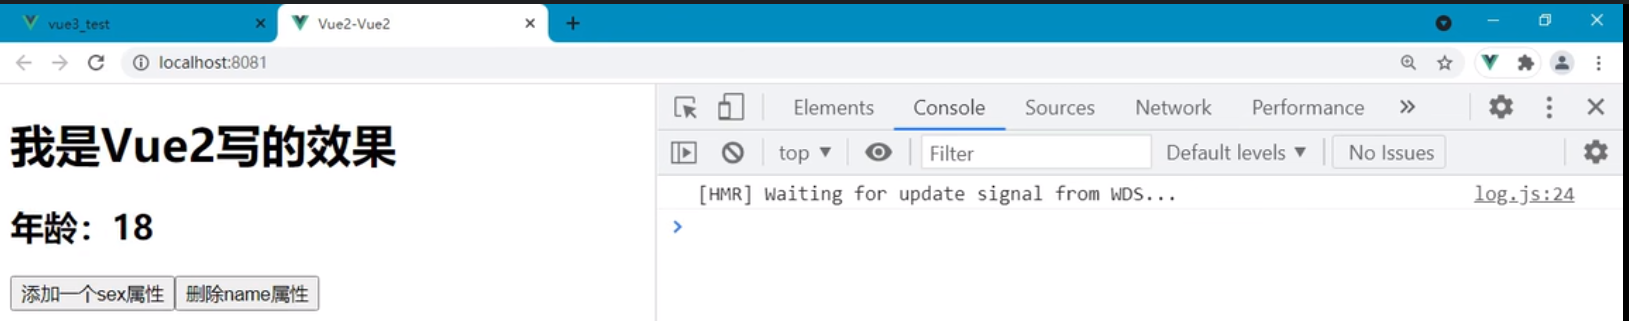 vue3_test
Vue2-Vue2
localhost:8081
Elements Console Sources Network Performance
top Filter Default levels No Issues
[HMR] Waiting for update signal from WDS... log.js:24
我是Vue2写的效果
年龄：18
添加一个sex属性 删除name属性